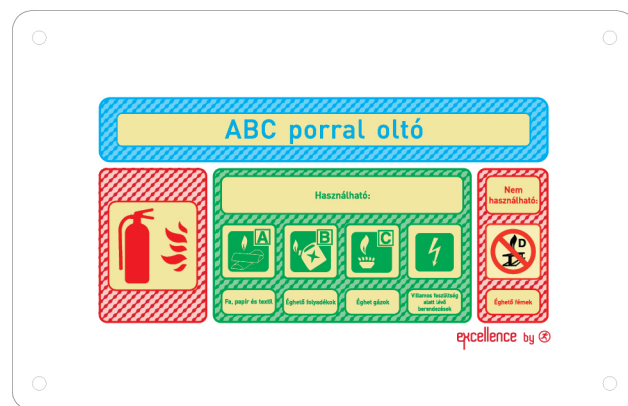 ABC porral oltó
Használható:
Nem
használható:
A
B
C
D
Fa, papír és textil
Éghető folyadékok
Éghet gázok
Villamos feszültség
alatt lévő
berendezések
Éghető fémek
excellence by